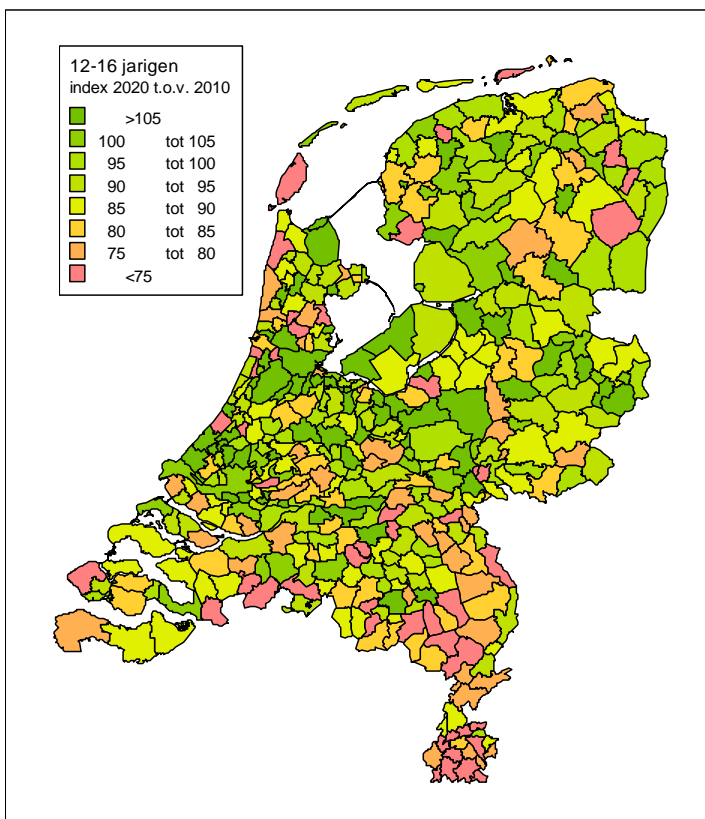 12-16 jarigen
index 2020 t.o.v. 2010
>105
100 tot 105
95 tot 100
90 tot 95
85 tot 90
80 tot 85
75 tot 80
<75